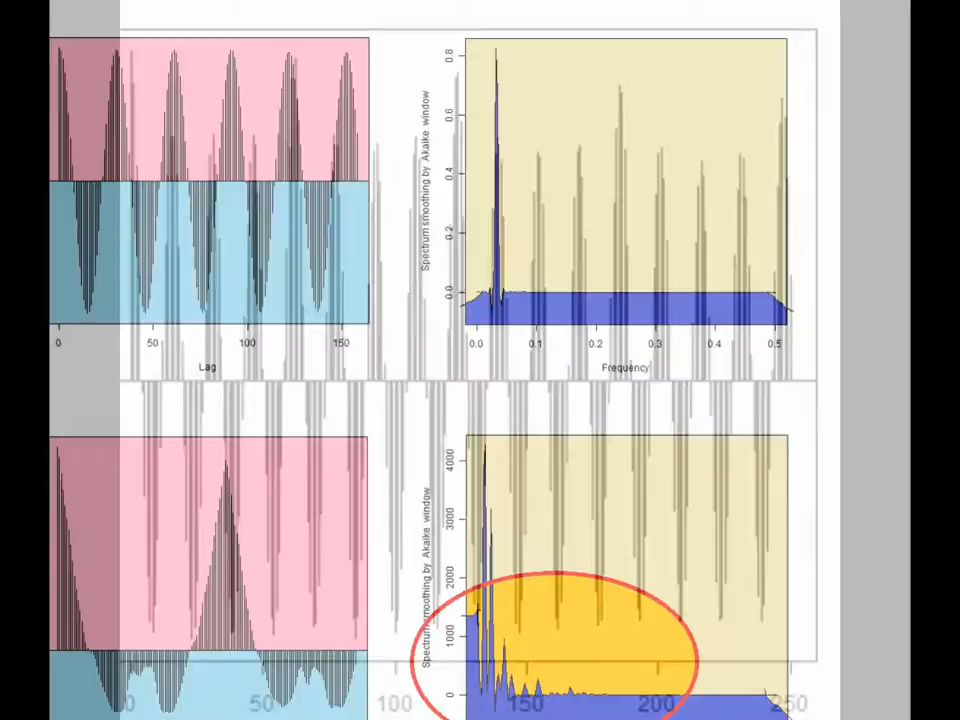 Spectrum smoothing by Akaike window
0.0 0.2 0.4 0.6 0.8
0 50 100 150
0.0 0.1 0.2 0.3 0.4 0.5
Lag
Frequency
Spectrum smoothing by Akaike window
0 1000 2000 3000 4000
0 50 100 150 200 250